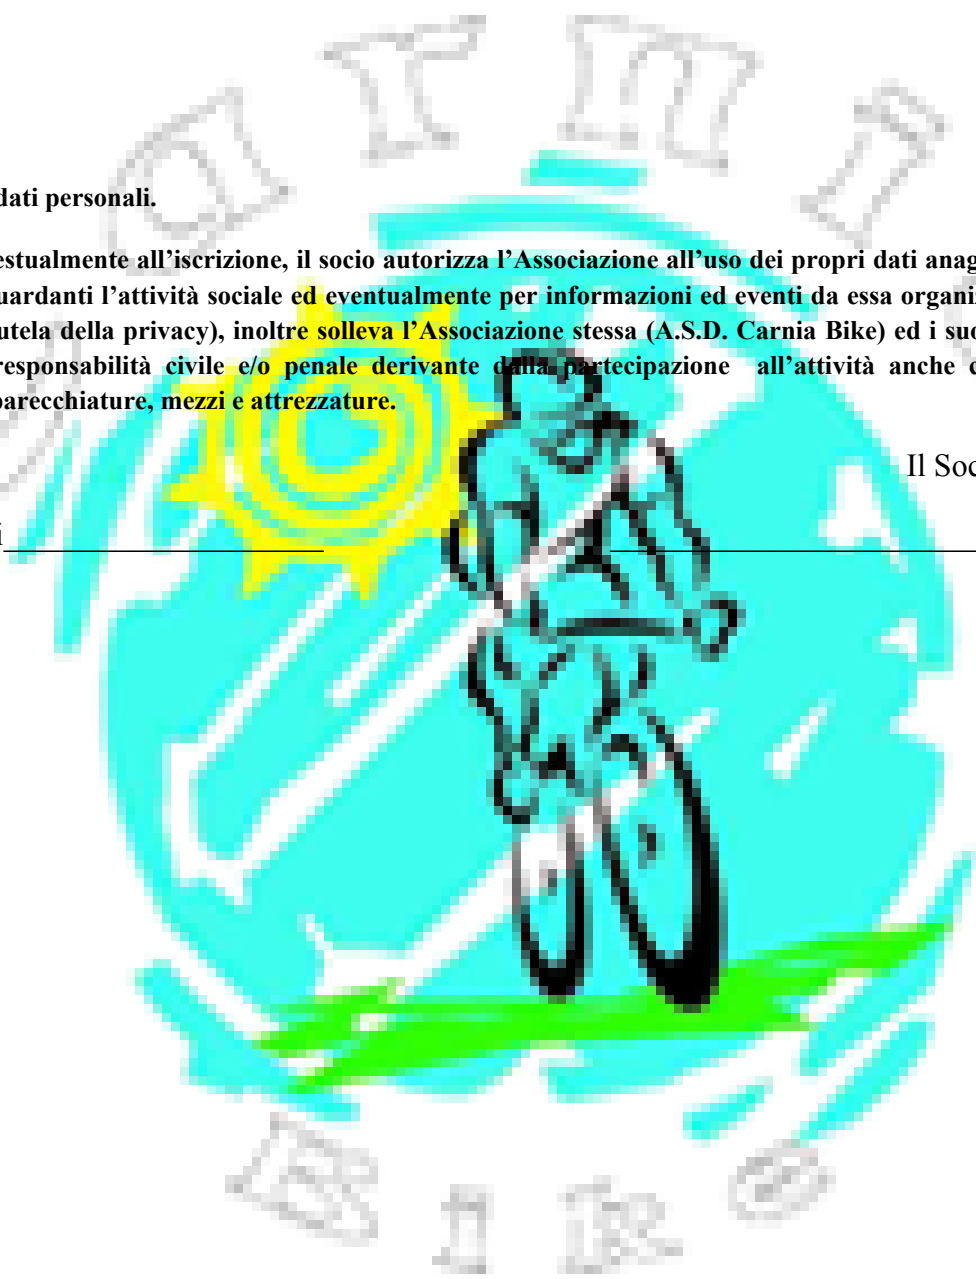 dati personali.
estualmente all’iscrizione, il socio autorizza l’Associazione all’uso dei propri dati anag
uardanti l’attività sociale ed eventualmente per informazioni ed eventi da essa organi
utela della privacy), inoltre solleva l’Associazione stessa (A.S.D. Carnia Bike) ed i suo
responsabilità civile e/o penale derivante dalla partecipazione all’attività anche c
parecchiature, mezzi e attrezzature.
Il Soc
i
arni
Bike